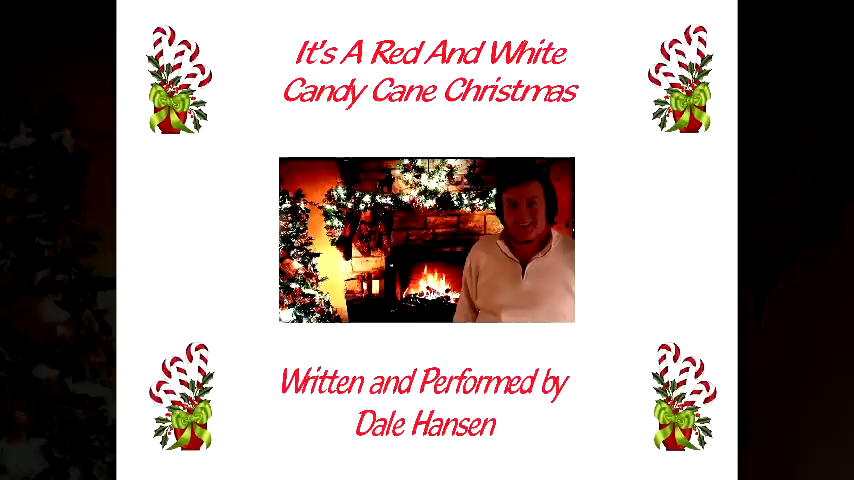 It's A Red And White
Candy Cane Christmas
Written and Performed by
Dale Hansen